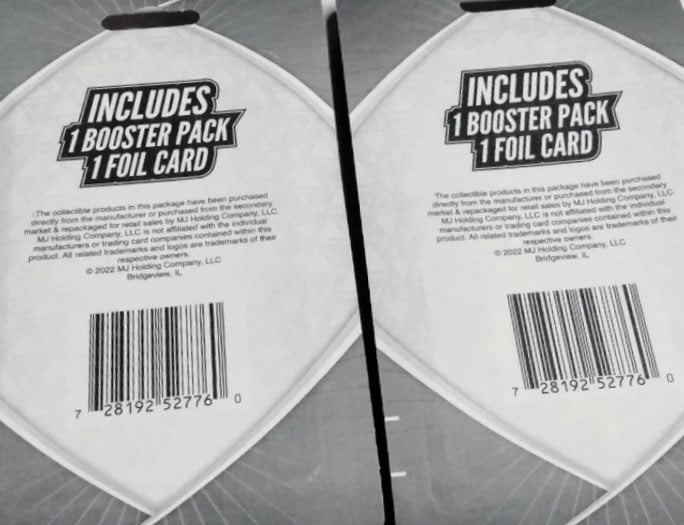 INCLUDES
1 BOOSTER PACK
1 FOIL CARD
The collectible products in this package have been purchased
directly from the manufacturer or purchased from the secondary
market & repackaged for retail sales by MJ Holding Company, LLC.
MJ Holding Company, LLC is not affiliated with the individual
manufacturers or trading card companies contained within this
product. All related trademarks and logos are trademarks of their
respective owners.
© 2022 MJ Holding Company, LLC
Bridgeview, IL
7 28192 52776 0
INCLUDES
1 BOOSTER PACK
1 FOIL CARD
The collectible products in this package have been purchased
directly from the manufacturer or purchased from the secondary
market & repackaged for retail sales by MJ Holding Company, LLC.
MJ Holding Company, LLC is not affiliated with the individual
manufacturers or trading card companies contained within this
product. All related trademarks and logos are trademarks of their
respective owners.
© 2022 MJ Holding Company, LLC
Bridgeview, IL
7 28192 52776 0